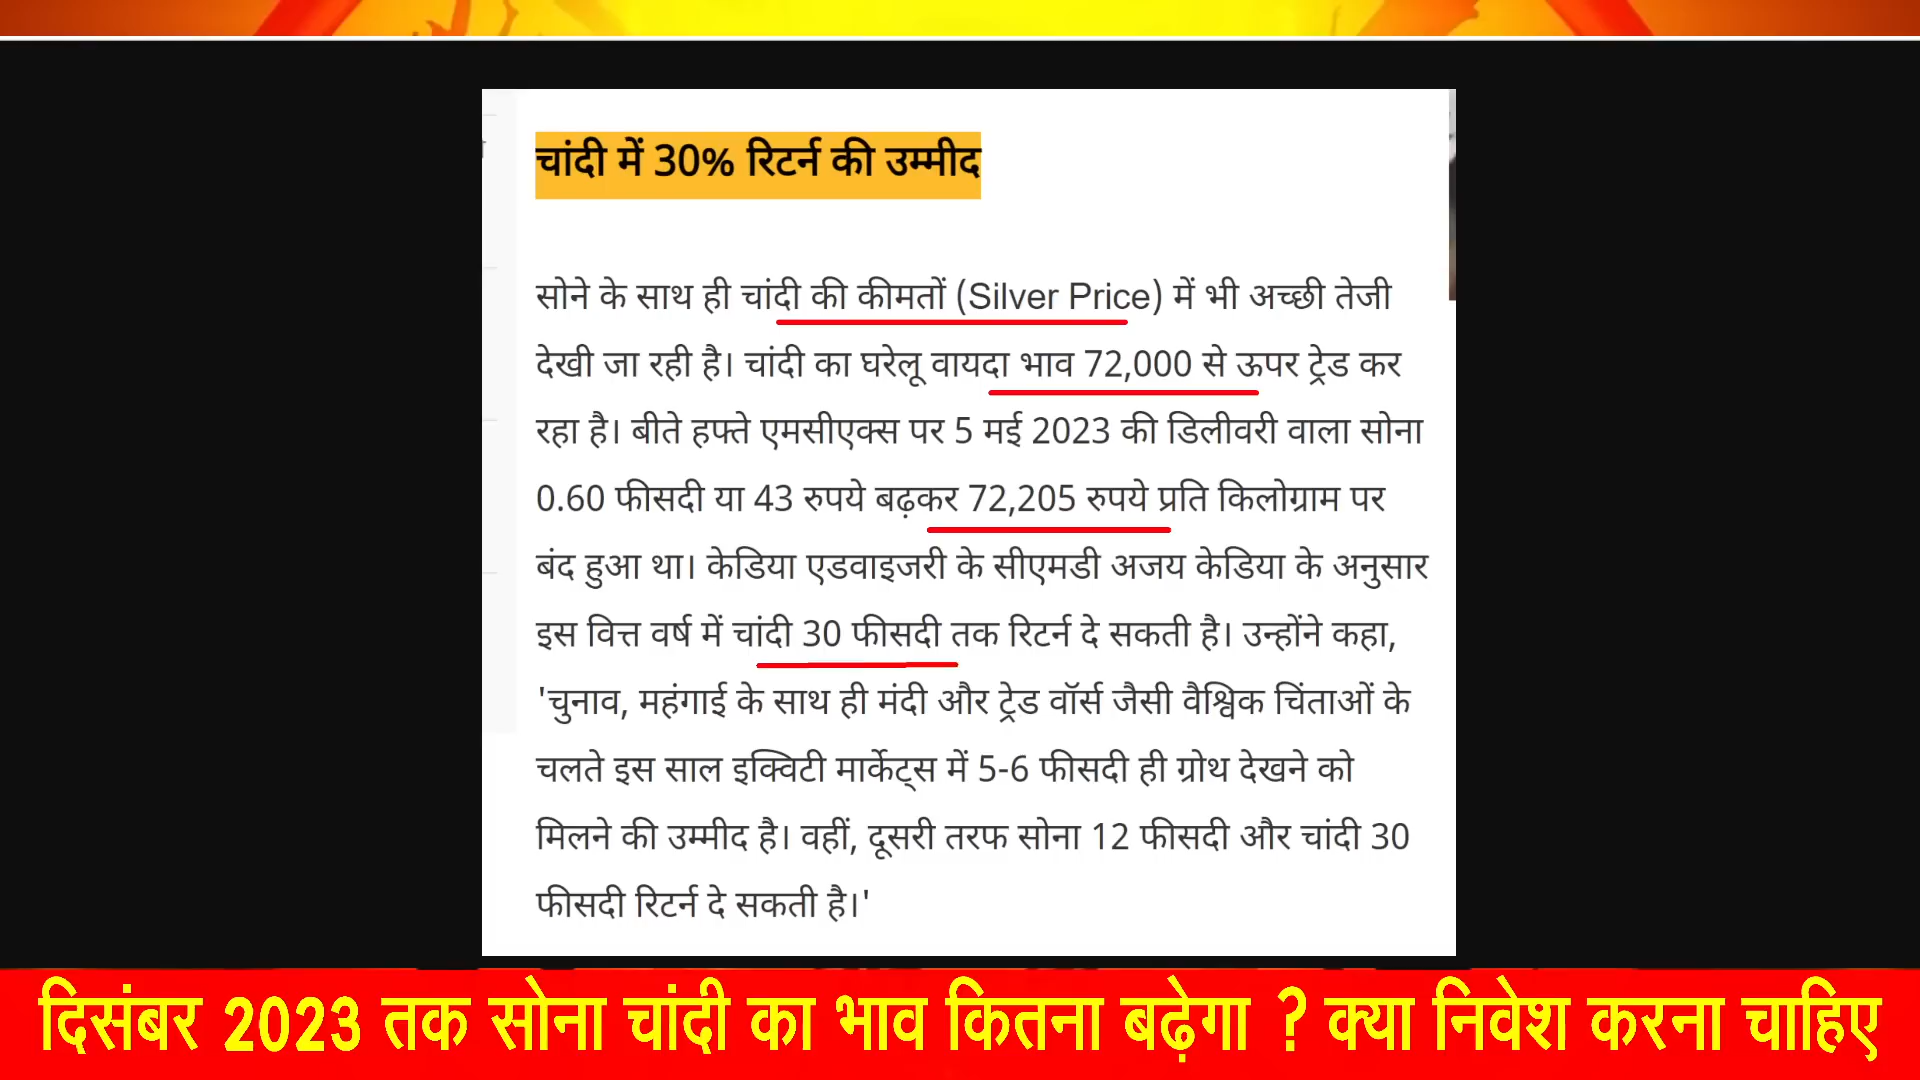 चांदी में 30% रिटर्न की उम्मीद
सोने के साथ ही चांदी की कीमतों (Silver Price) में भी अच्छी तेजी
देखी जा रही है। चांदी का घरेलू वायदा भाव 72,000 से ऊपर ट्रेड कर
रहा है। बीते हफ्ते एमसीएक्स पर 5 मई 2023 की डिलीवरी वाला सोना
0.60 फीसदी या 43 रुपये बढ़कर 72,205 रुपये प्रति किलोग्राम पर
बंद हुआ था। केडिया एडवाइजरी के सीएमडी अजय केडिया के अनुसार
इस वित्त वर्ष में चांदी 30 फीसदी तक रिटर्न दे सकती है। उन्होंने कहा,
'चुनाव, महंगाई के साथ ही मंदी और ट्रेड वॉर्स जैसी वैश्विक चिंताओं के
चलते इस साल इक्विटी मार्केट्स में 5-6 फीसदी ही ग्रोथ देखने को
मिलने की उम्मीद है। वहीं, दूसरी तरफ सोना 12 फीसदी और चांदी 30
फीसदी रिटर्न दे सकती है।'
दिसंबर 2023 तक सोना चांदी का भाव कितना बढ़ेगा ? क्या निवेश करना चाहिए